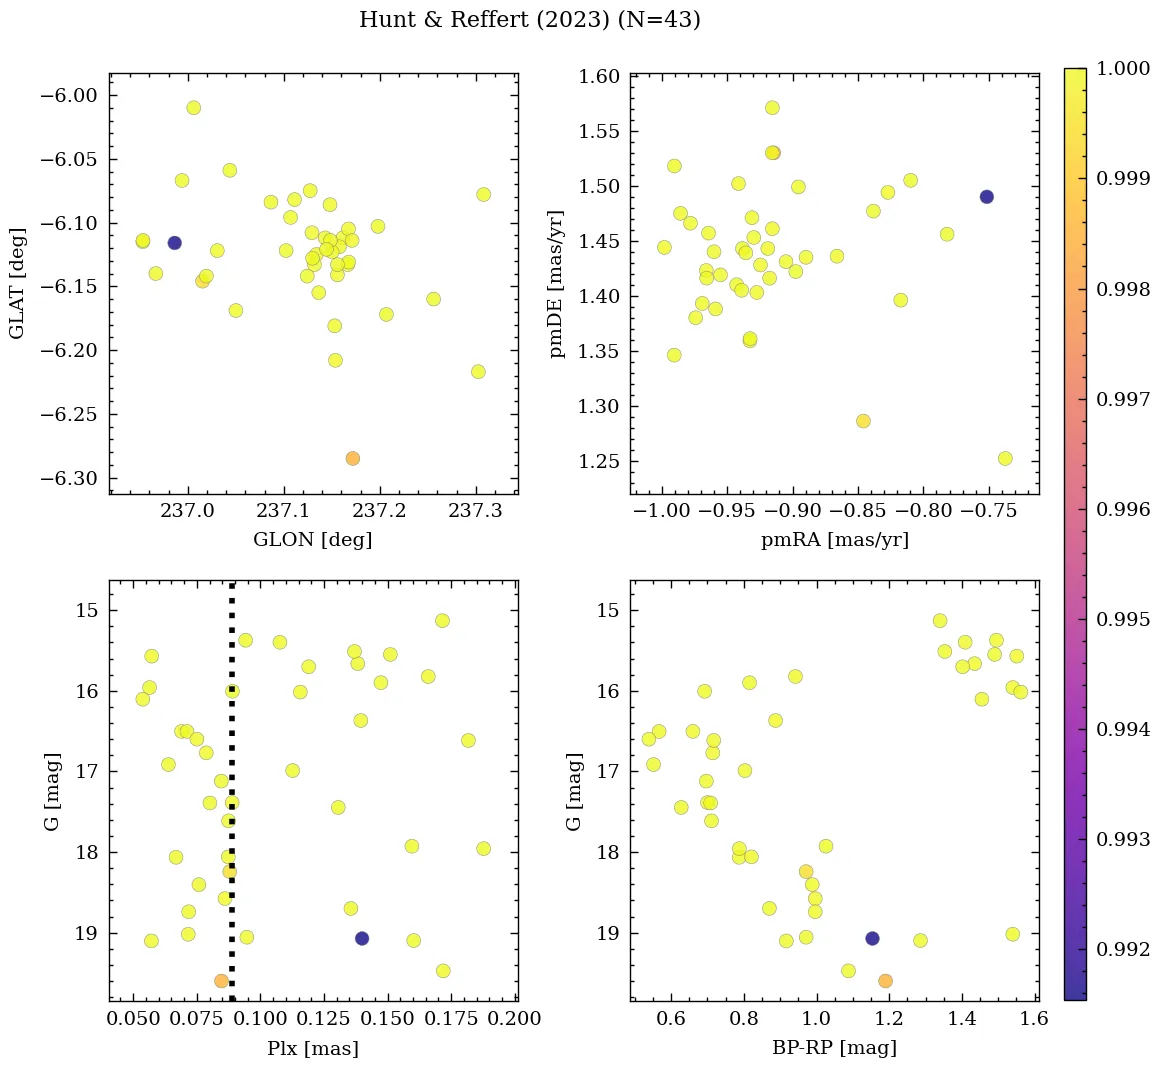 Hunt & Reffert (2023) (N=43)
−6.00
−6.05
−6.10
−6.15
−6.20
−6.25
−6.30
GLAT [deg]
237.0 237.1 237.2 237.3
GLON [deg]
1.60
1.55
1.50
1.45
1.40
1.35
1.30
1.25
pmDE [mas/yr]
−1.00 −0.95 −0.90 −0.85 −0.80 −0.75
pmRA [mas/yr]
15
16
17
18
19
G [mag]
0.050 0.075 0.100 0.125 0.150 0.175 0.200
Plx [mas]
15
16
17
18
19
G [mag]
0.6 0.8 1.0 1.2 1.4 1.6
BP-RP [mag]
1.000
0.999
0.998
0.997
0.996
0.995
0.994
0.993
0.992